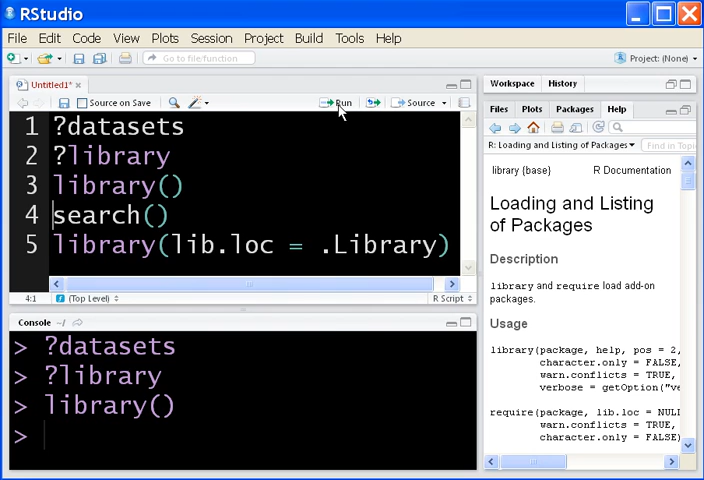 RStudio
File Edit Code View Plots Session Project Build Tools Help
Go to file/function
Project: (None)
Untitled1*
Source on Save
Run
Source
1 ?datasets
2 ?library
3 library()
4 search()
5 library(lib.loc = .Library)
4:1 (Top Level) R Script
Console ~/
> ?datasets
> ?library
> library()
>
Workspace History
Files Plots Packages Help
R: Loading and Listing of Packages Find in Topi
library {base} R Documentation
Loading and Listing
of Packages
Description
library and require load add-on
packages.
Usage
library(package, help, pos = 2,
character.only = FALSE,
warn.conflicts = TRUE,
verbose = getOption("ve
require(package, lib.loc = NULL
warn.conflicts = TRUE,
character.only = FALSE)